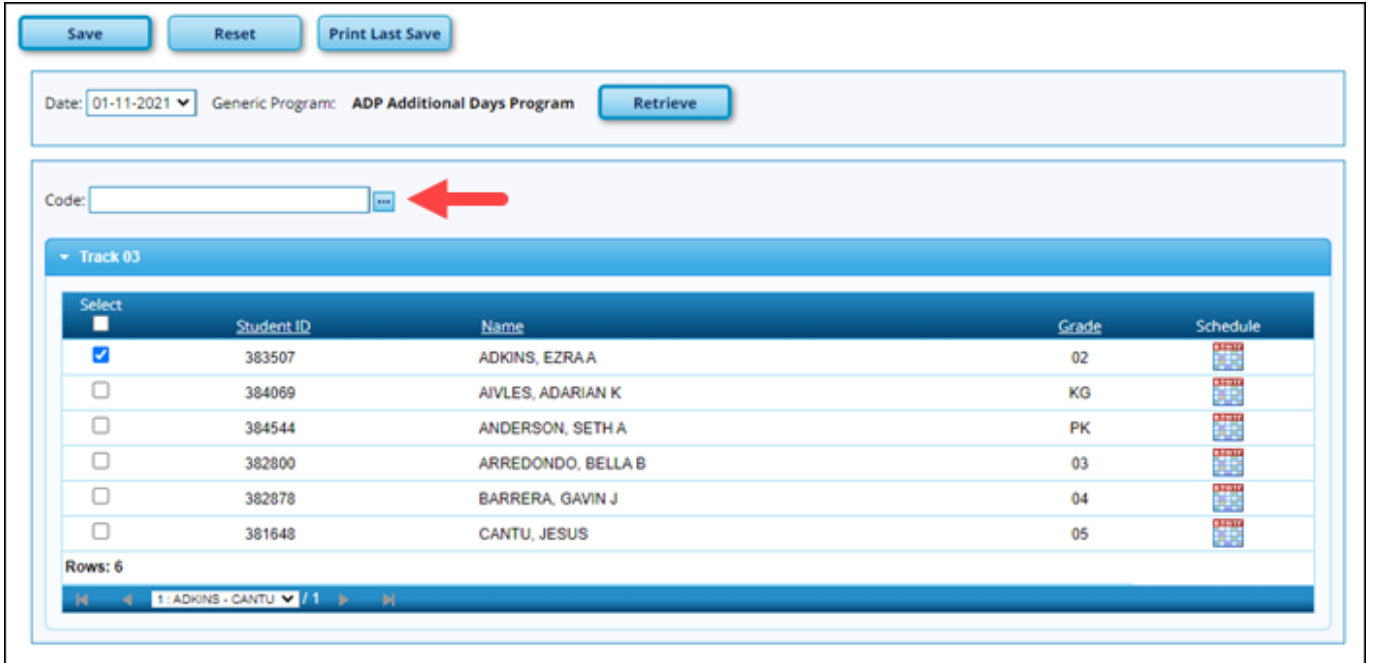 Save Reset Print Last Save
Date: 01-11-2021 Generic Program: ADP Additional Days Program Retrieve
Code: ...
Track 03
Select
Student ID Name Grade Schedule
383507 ADKINS, EZRA A 02
384069 AIVLES, ADARIAN K KG
384544 ANDERSON, SETH A PK
382800 ARREDONDO, BELLA B 03
382878 BARRERA, GAVIN J 04
381648 CANTU, JESUS 05
Rows: 6
1 : ADKINS - CANTU / 1